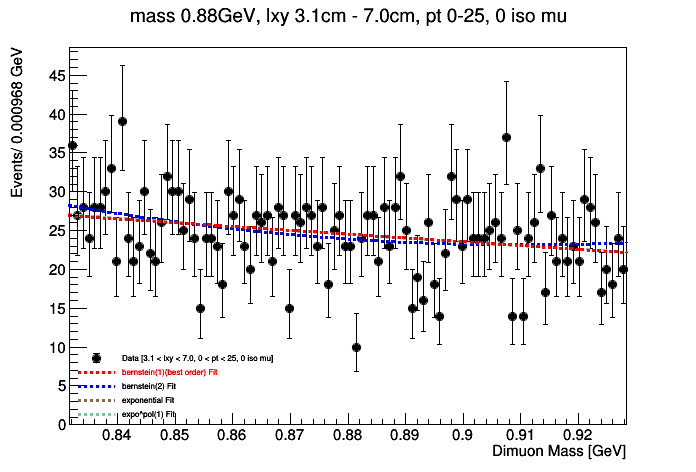 mass 0.88GeV, lxy 3.1cm - 7.0cm, pt 0-25, 0 iso mu
Events/ 0.000968 GeV
45
40
35
30
25
20
15
10
5
0
Data [3.1 < lxy < 7.0, 0 < pt < 25, 0 iso mu]
bernstein(1)(best order) Fit
bernstein(2) Fit
exponential Fit
expo*pol(1) Fit
0.84 0.85 0.86 0.87 0.88 0.89 0.9 0.91 0.92
Dimuon Mass [GeV]